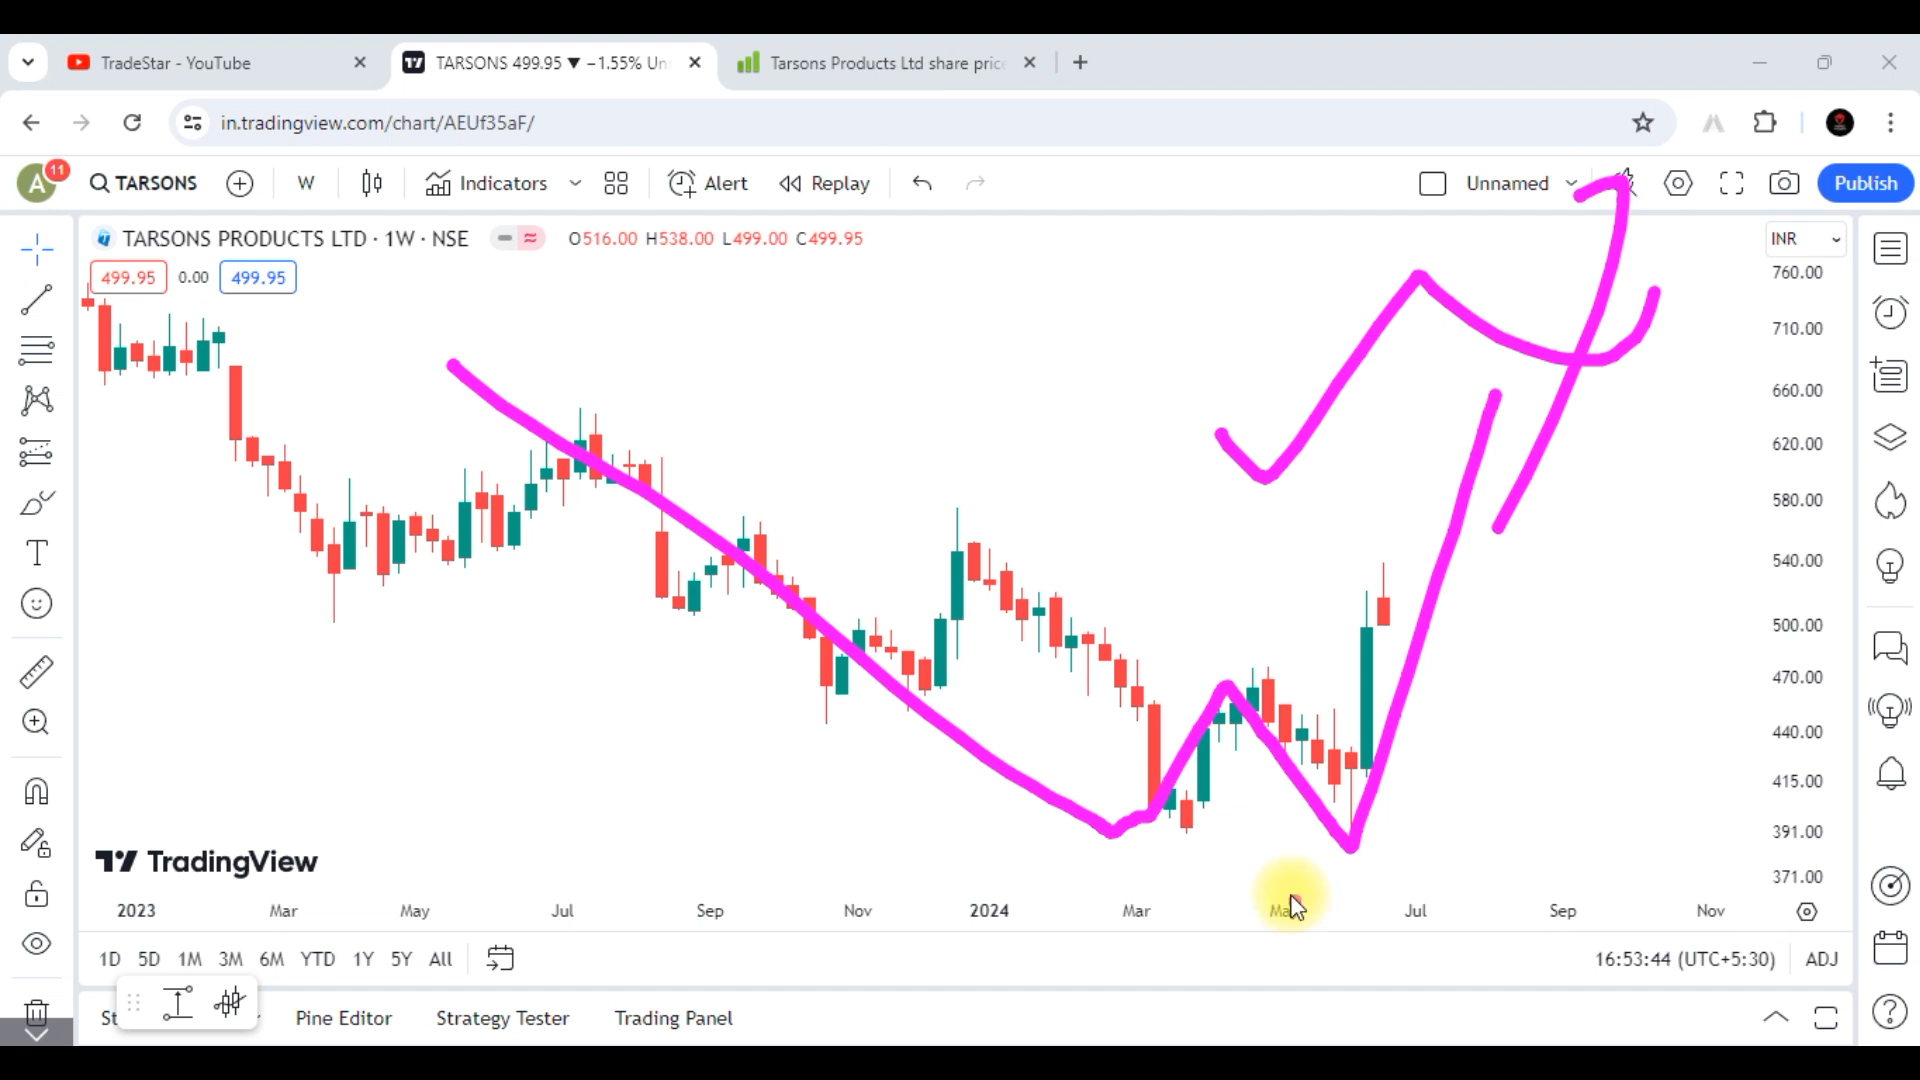 TradeStar - YouTube
TARSONS 499.95 ▼ −1.55% Un
Tarsons Products Ltd share pric
in.tradingview.com/chart/AEUf35aF/
A 11 TARSONS W Indicators Alert Replay Unnamed Publish
TARSONS PRODUCTS LTD · 1W · NSE O516.00 H538.00 L499.00 C499.95 INR
499.95 0.00 499.95
760.00
710.00
660.00
620.00
580.00
540.00
500.00
470.00
440.00
415.00
391.00
371.00
TradingView
2023 Mar May Jul Sep Nov 2024 Mar Jul Sep Nov
1D 5D 1M 3M 6M YTD 1Y 5Y All 16:53:44 (UTC+5:30) ADJ
Pine Editor Strategy Tester Trading Panel